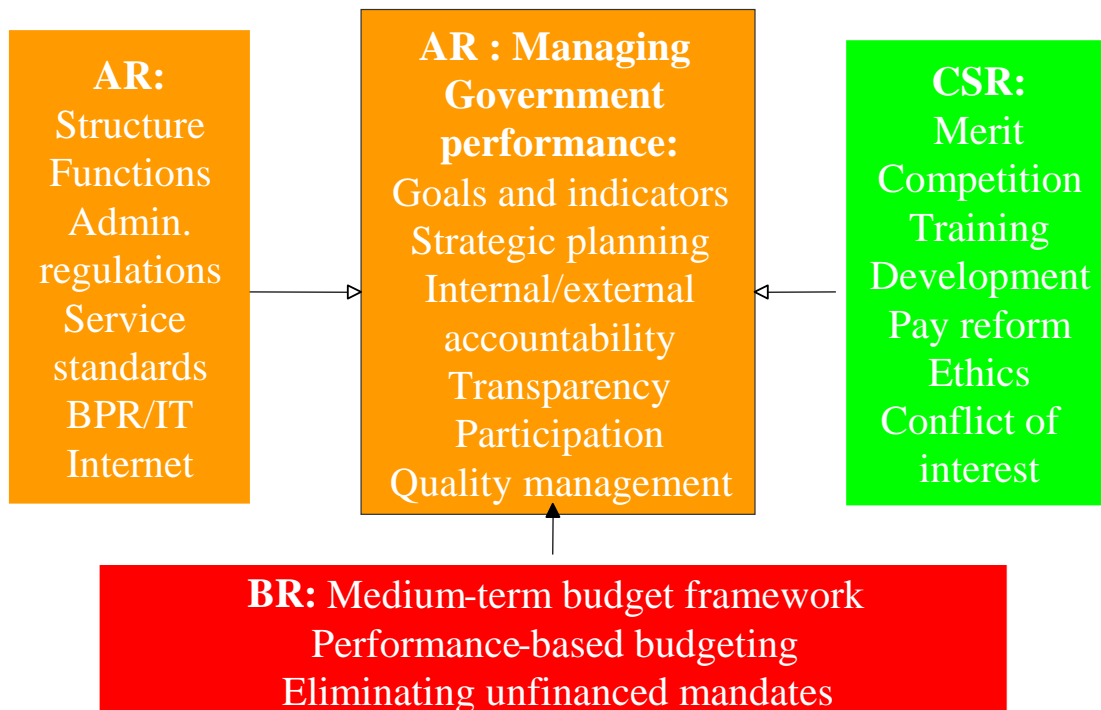 AR:
Structure
Functions
Admin.
regulations
Service
standards
BPR/IT
Internet
AR : Managing
Government
performance:
Goals and indicators
Strategic planning
Internal/external
accountability
Transparency
Participation
Quality management
CSR:
Merit
Competition
Training
Development
Pay reform
Ethics
Conflict of
interest
BR: Medium-term budget framework
Performance-based budgeting
Eliminating unfinanced mandates